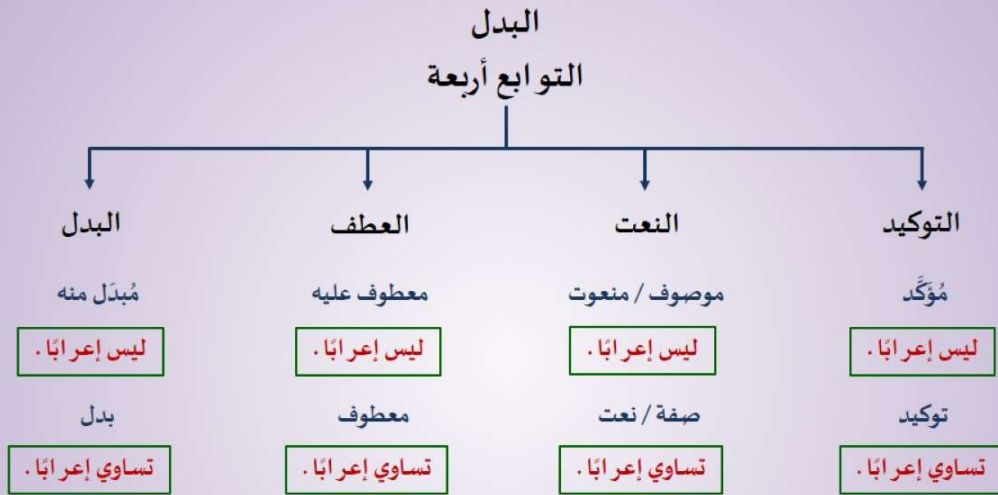 البدل
التوابع أربعة
التوكيد النعت العطف البدل
مُؤَكَّد موصوف / منعوت معطوف عليه مُبدَل منه
ليس إعرابًا . ليس إعرابًا . ليس إعرابًا . ليس إعرابًا .
توكيد صفة / نعت معطوف بدل
تساوي إعرابًا . تساوي إعرابًا . تساوي إعرابًا . تساوي إعرابًا .